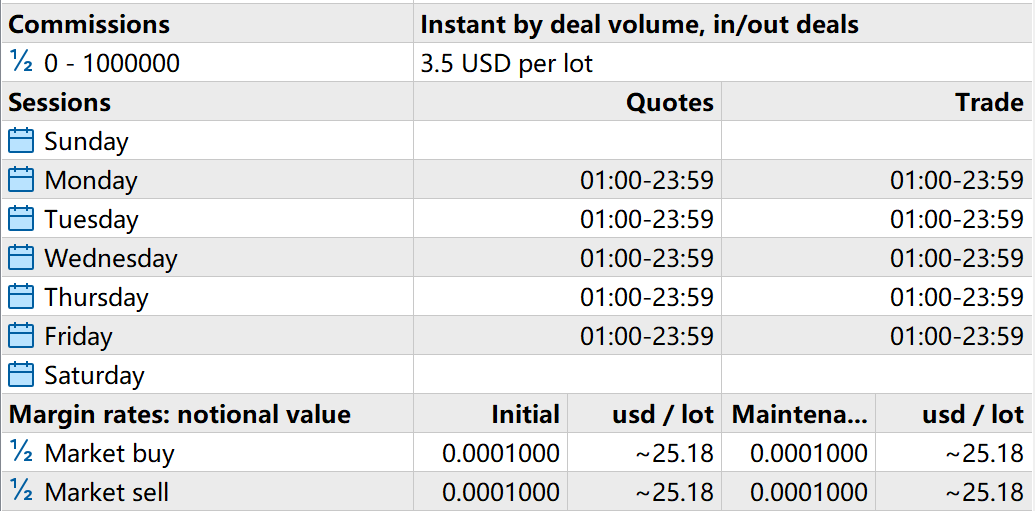 Commissions Instant by deal volume, in/out deals
½ 0 - 1000000 3.5 USD per lot
Sessions Quotes Trade
Sunday
Monday 01:00-23:59 01:00-23:59
Tuesday 01:00-23:59 01:00-23:59
Wednesday 01:00-23:59 01:00-23:59
Thursday 01:00-23:59 01:00-23:59
Friday 01:00-23:59 01:00-23:59
Saturday
Margin rates: notional value Initial usd / lot Maintena... usd / lot
½ Market buy 0.0001000 ~25.18 0.0001000 ~25.18
½ Market sell 0.0001000 ~25.18 0.0001000 ~25.18